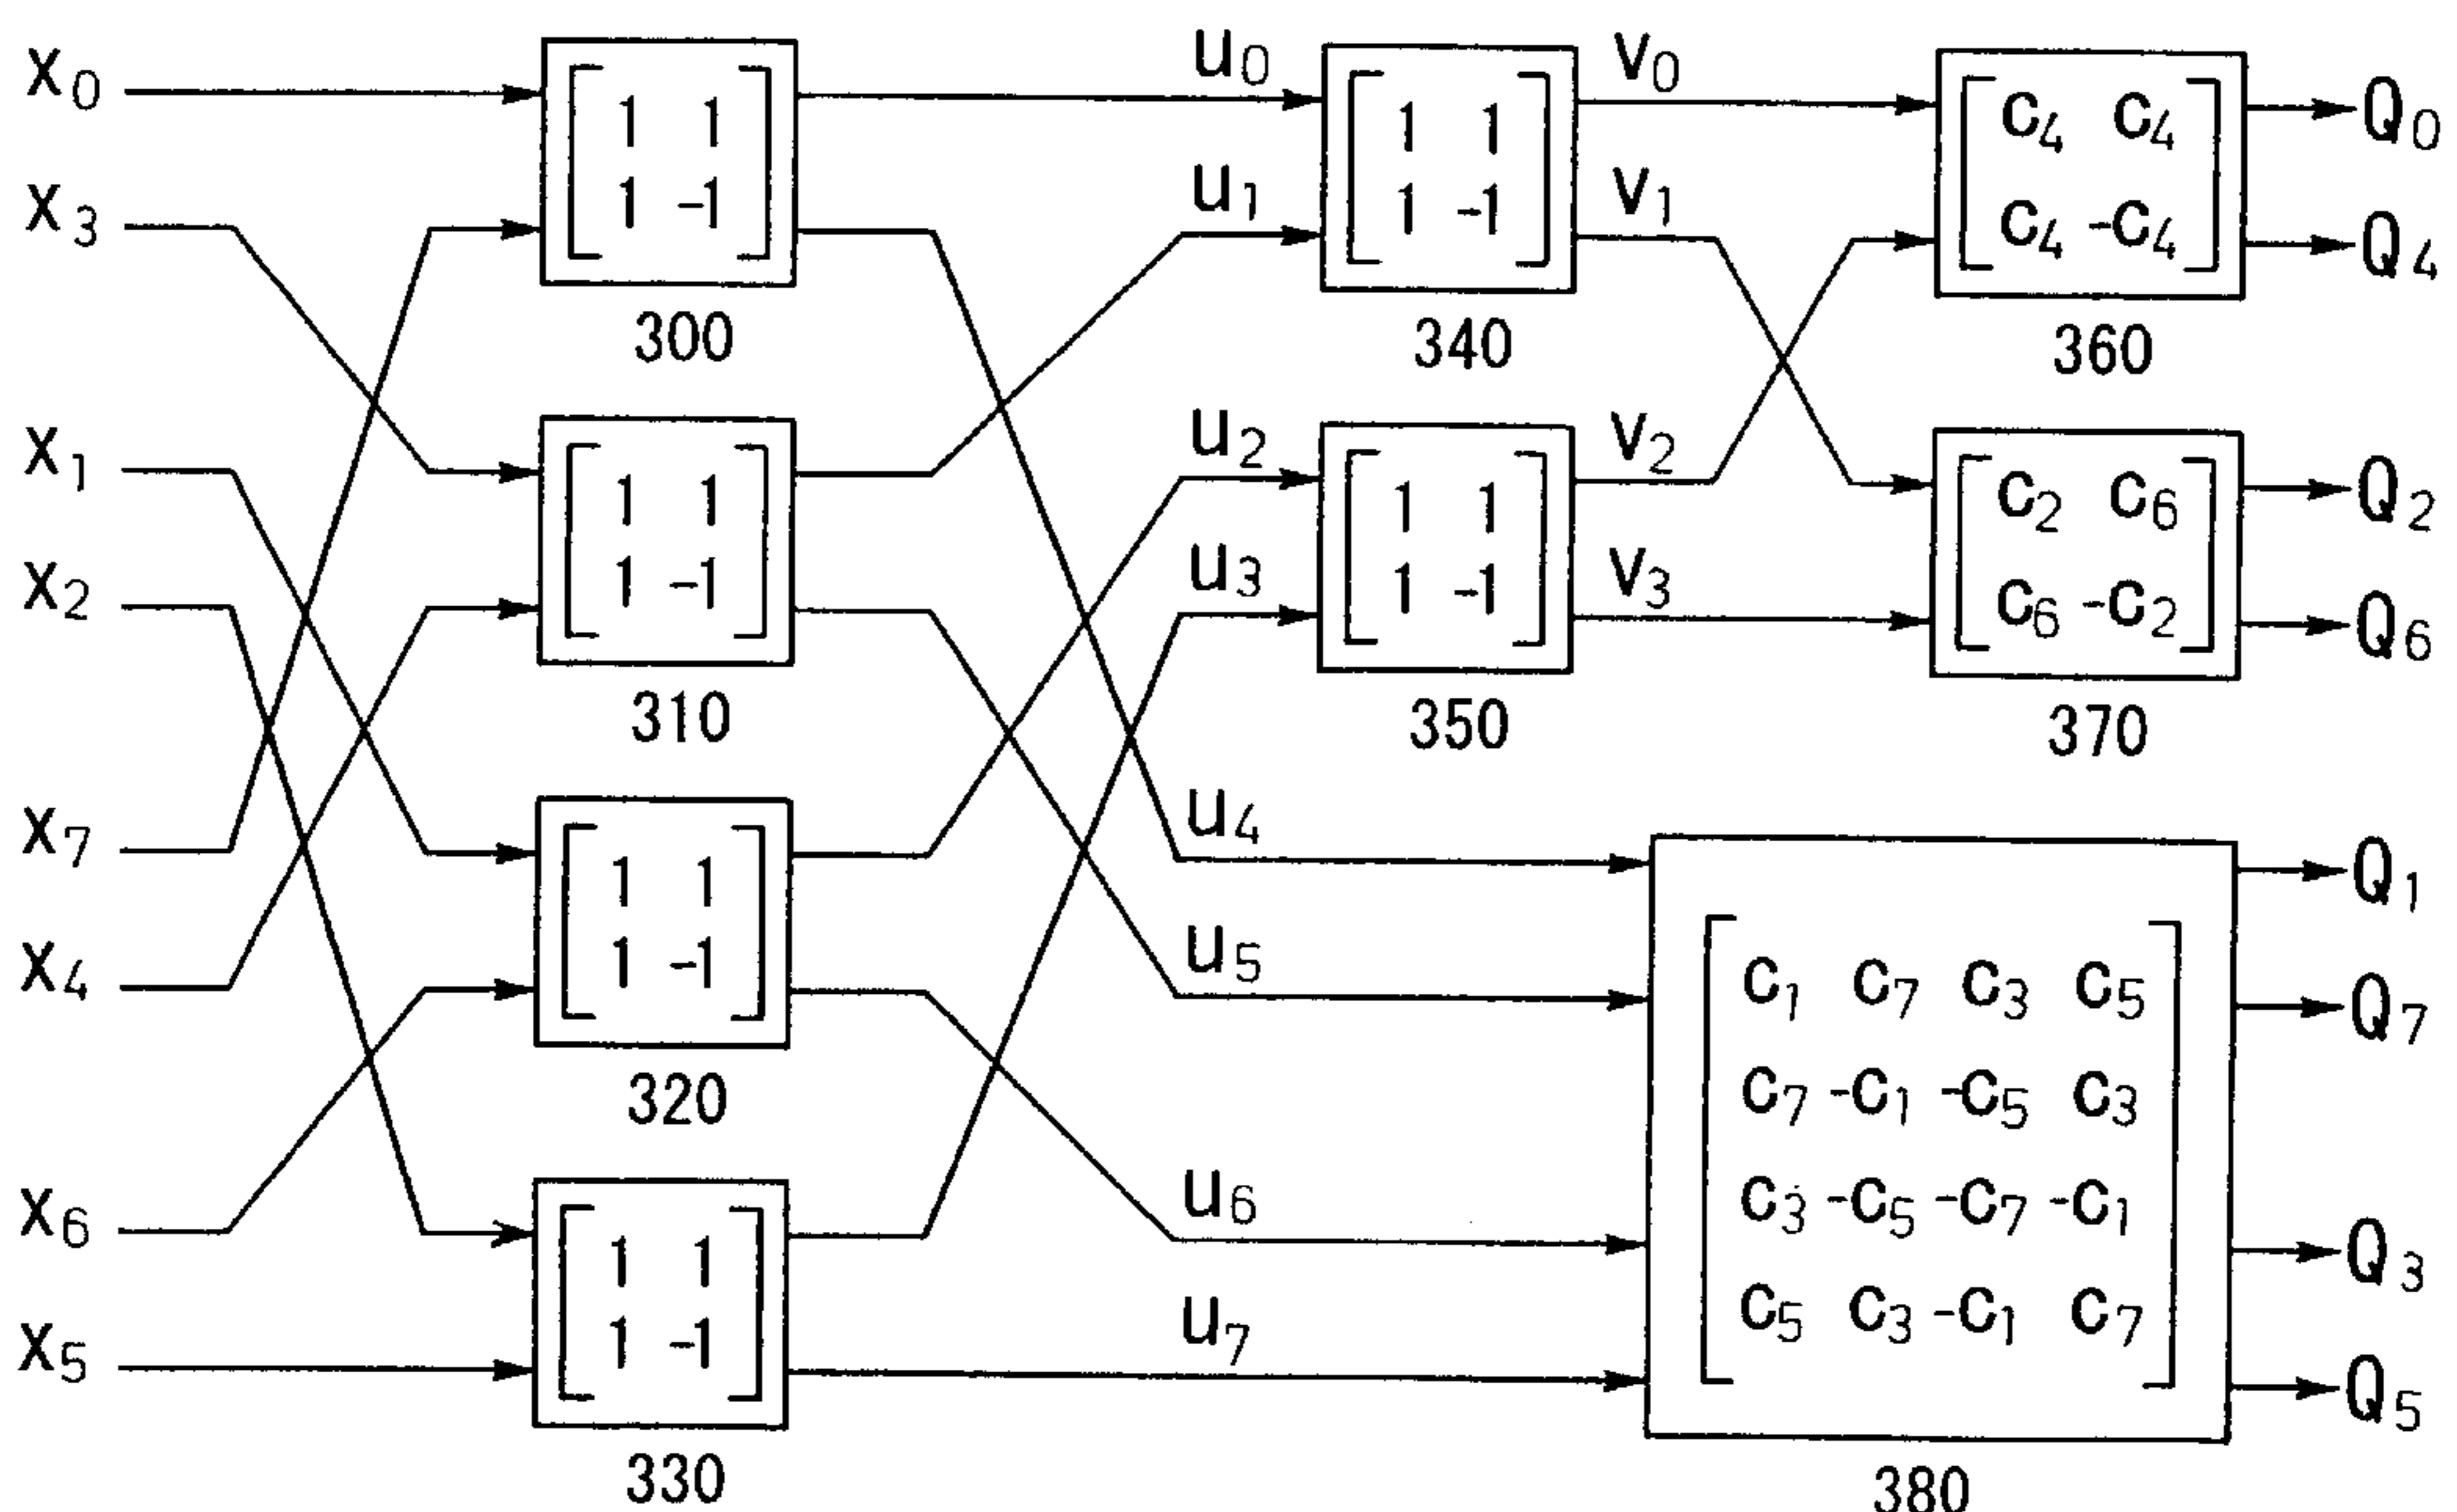 x₀ u₀ v₀ Q₀
1 1 1 1 c₄ c₄
x₃ 1 -1 u₁ 1 -1 v₁ c₄ -c₄ Q₄
300 340 360
x₁ u₂ v₂ Q₂
1 1 1 1 c₂ c₆
x₂ 1 -1 u₃ 1 -1 v₃ c₆ -c₂ Q₆
310 350 370
x₇ u₄ Q₁
1 1
x₄ 1 -1 u₅ c₁ c₇ c₃ c₅ Q₇
320 c₇ -c₁ -c₅ c₃
x₆ u₆ c₃ -c₅ -c₇ -c₁ Q₃
1 1
x₅ 1 -1 u₇ c₅ c₃ -c₁ c₇ Q₅
330 380